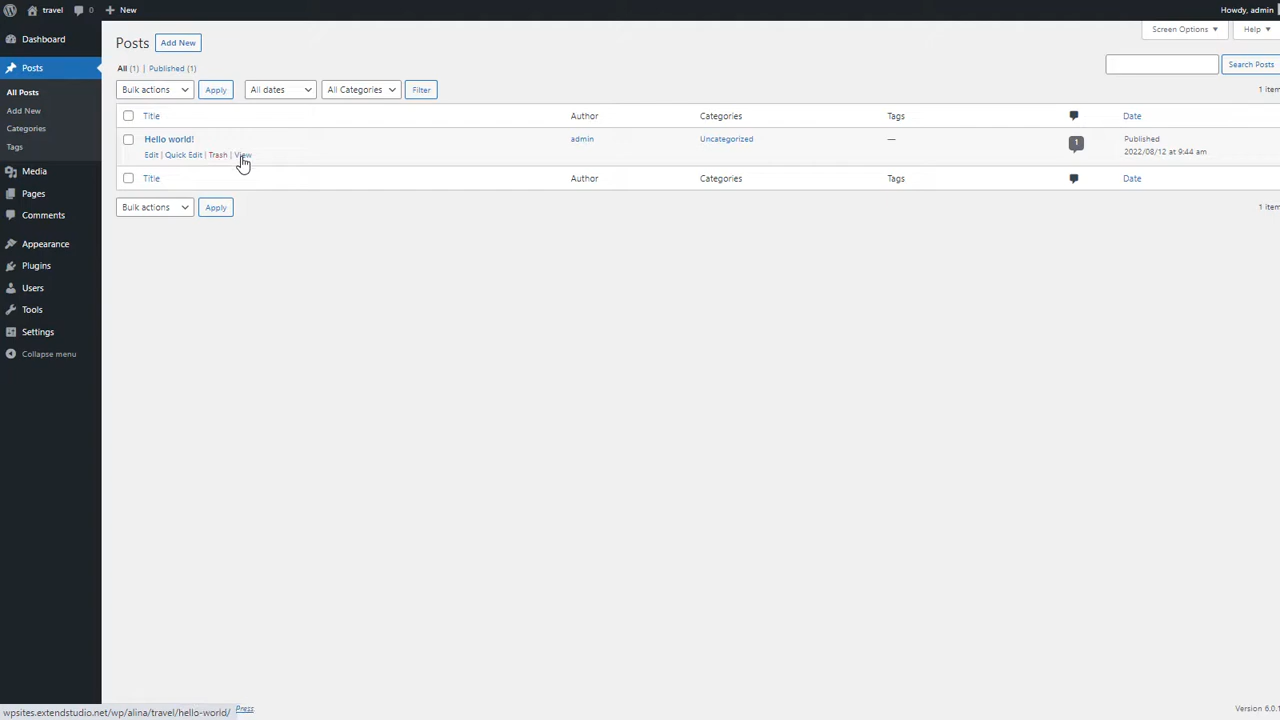 travel 0 New Howdy, admin
Dashboard
Posts
All Posts
Add New
Categories
Tags
Media
Pages
Comments
Appearance
Plugins
Users
Tools
Settings
Collapse menu
Screen Options Help
Posts Add New
All (1) | Published (1)
Search Posts
Bulk actions Apply All dates All Categories Filter
1 item
Title Author Categories Tags Date
Hello world! admin Uncategorized — 1 Published
Edit | Quick Edit | Trash | View 2022/08/12 at 9:44 am
Title Author Categories Tags Date
Bulk actions Apply 1 item
wpsites.extendstudio.net/wp/alina/travel/hello-world/ Press. Version 6.0.1